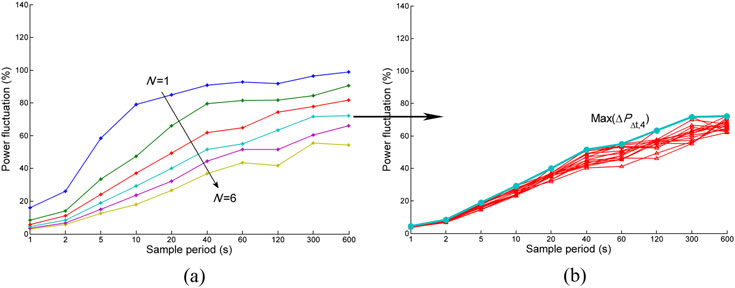 Power fluctuation (%)
140
120
100
80
60
40
20
0
N=1
N=6
1 2 5 10 20 40 60 120 300 600
Sample period (s)
(a)
Power fluctuation (%)
140
120
100
80
60
40
20
0
Max(ΔPΔt,4)
1 2 5 10 20 40 60 120 300 600
Sample period (s)
(b)